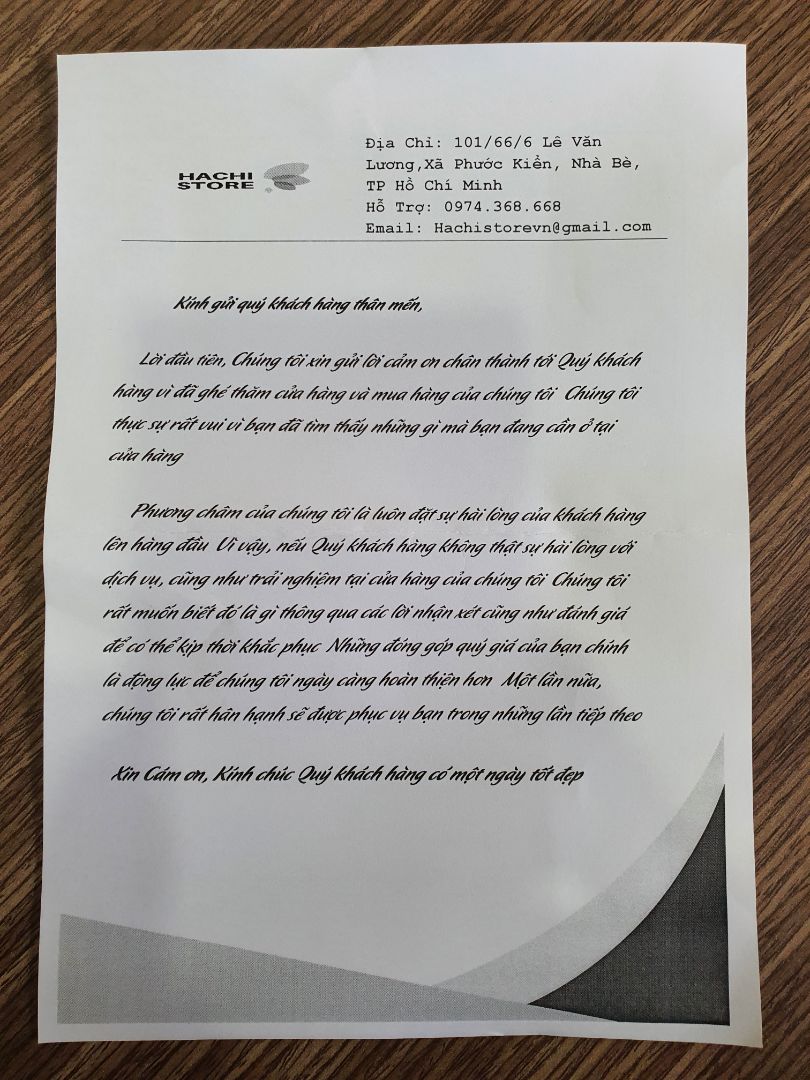 HACHI
STORE
Địa Chỉ: 101/66/6 Lê Văn
Lương,Xã Phước Kiển, Nhà Bè,
TP Hồ Chí Minh
Hỗ Trợ: 0974.368.668
Email: Hachistorevn@gmail.com
Kính gửi quý khách hàng thân mến,
Lời đầu tiên, Chúng tôi xin gửi lời cảm ơn chân thành tới Quý khách
hàng vì đã ghé thăm cửa hàng và mua hàng của chúng tôi Chúng tôi
thực sự rất vui vì bạn đã tìm thấy những gì mà bạn đang cần ở tại
cửa hàng
Phương châm của chúng tôi là luôn đặt sự hài lòng của khách hàng
lên hàng đầu Vì vậy, nếu Quý khách hàng không thật sự hài lòng với
dịch vụ, cũng như trải nghiệm tại cửa hàng của chúng tôi Chúng tôi
rất muốn biết đó là gì thông qua các lời nhận xét cũng như đánh giá
để có thể kịp thời khắc phục Những đóng góp quý giá của bạn chính
là động lực để chúng tôi ngày càng hoàn thiện hơn Một lần nữa,
chúng tôi rất hân hạnh sẽ được phục vụ bạn trong những lần tiếp theo
Xin Cám ơn, Kính chúc Quý khách hàng có một ngày tốt đẹp